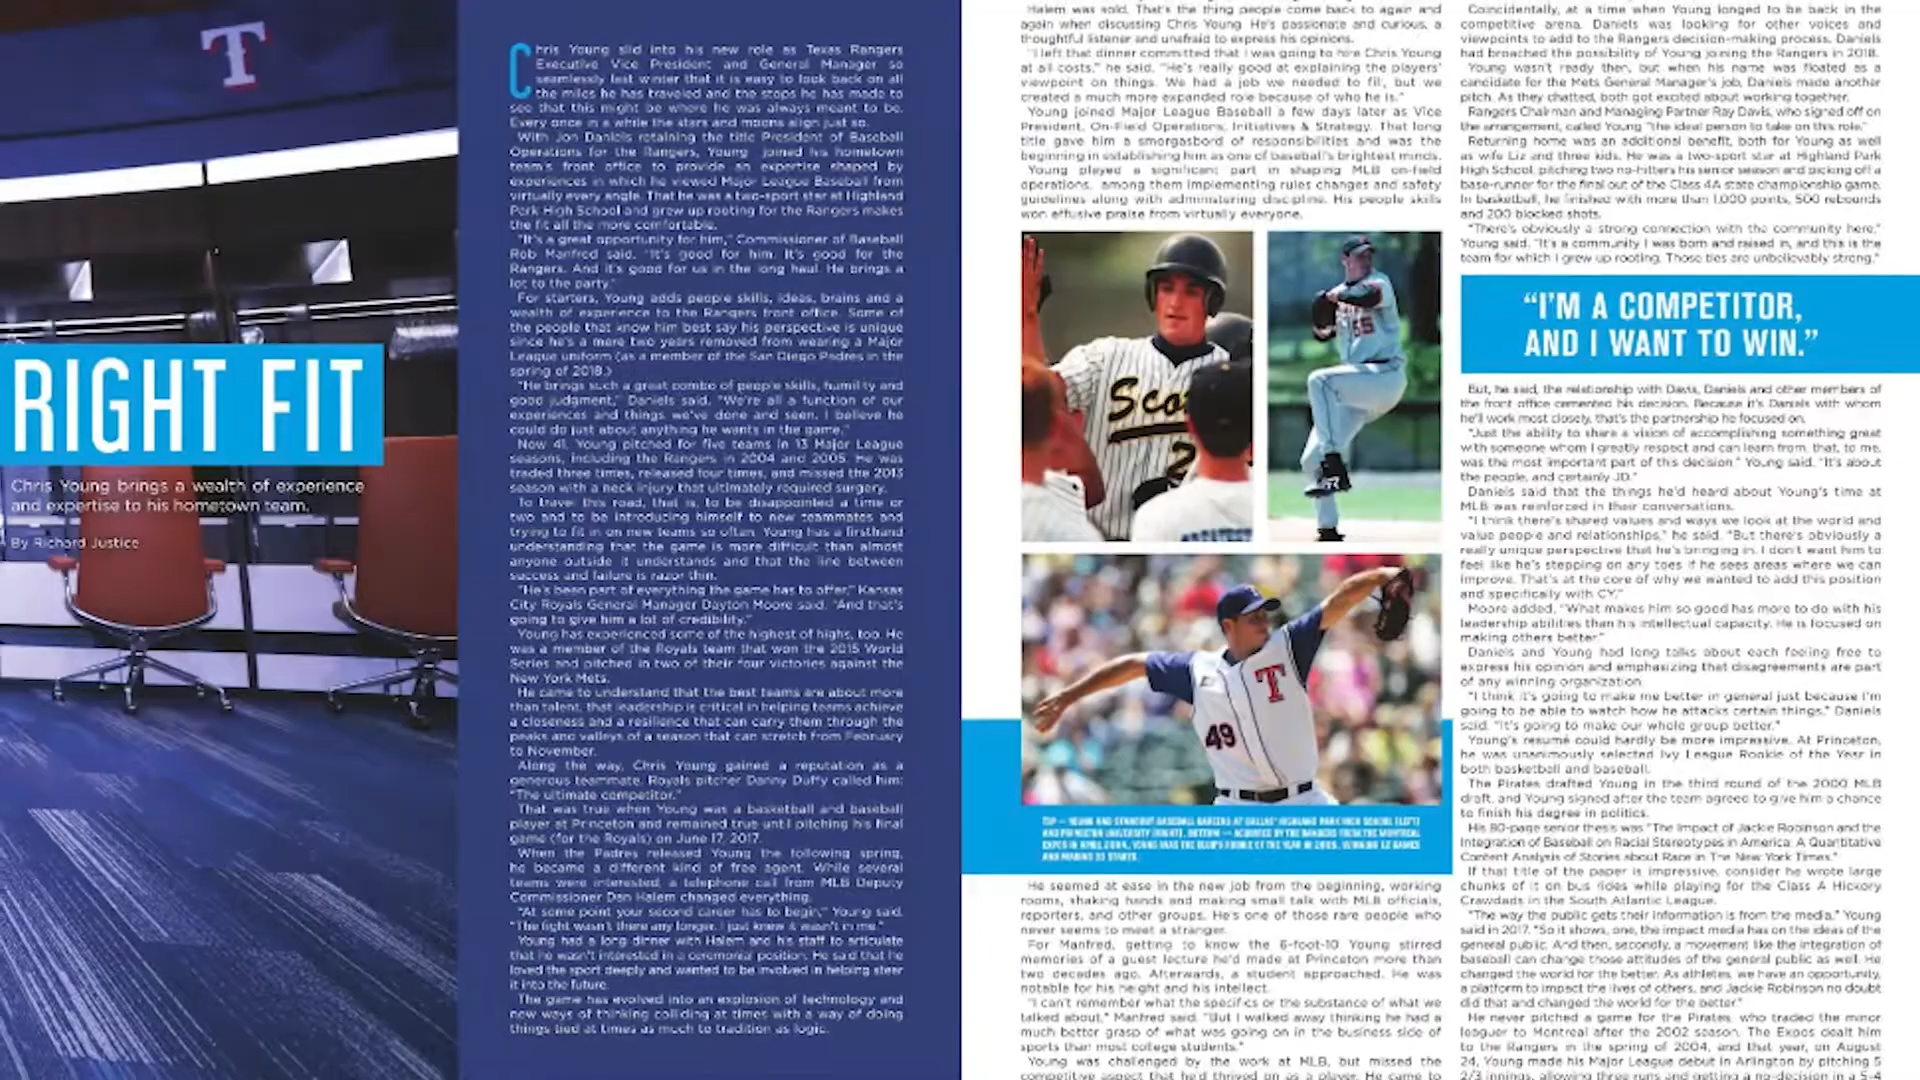 T
RIGHT FIT
Chris Young brings a wealth of experience
and expertise to his hometown team.
By Richard Justice
Chris Young slid into his new role as Texas Rangers
Executive Vice President and General Manager so
seamlessly last winter that it is easy to look back on all
the miles he has traveled and the stops he has made to
see that this might be where he was always meant to be.
Every once in a while the stars and moons align just so.
With Jon Daniels retaining the title President of Baseball
Operations for the Rangers, Young joined his hometown
team's front office to provide an expertise shaped by
experiences in which he viewed Major League Baseball from
virtually every angle. That he was a two-sport star at Highland
Park High School and grew up rooting for the Rangers makes
the fit all the more comfortable.
"It's a great opportunity for him," Commissioner of Baseball
Rob Manfred said. "It's good for him. It's good for the
Rangers. And it's good for us in the long haul. He brings a
lot to the party."
For starters, Young adds people skills, ideas, brains and a
wealth of experience to the Rangers front office. Some of
the people that know him best say his perspective is unique
since he's a mere two years removed from wearing a Major
League uniform (as a member of the San Diego Padres in the
spring of 2018.)
"He brings such a great combo of people skills, humility and
good judgment," Daniels said. "We're all a function of our
experiences and things we've done and seen. I believe he
could do just about anything he wants in the game."
Now 41, Young pitched for five teams in 13 Major League
seasons, including the Rangers in 2004 and 2005. He was
traded three times, released four times, and missed the 2013
season with a neck injury that ultimately required surgery.
To travel this road, that is, to be disappointed a time or
two and to be introducing himself to new teammates and
trying to fit in on new teams so often, Young has a firsthand
understanding that the game is more difficult than almost
anyone outside it understands and that the line between
success and failure is razor thin.
"He's been part of everything the game has to offer," Kansas
City Royals General Manager Dayton Moore said. "And that's
going to give him a lot of credibility."
Young has experienced some of the highest of highs, too. He
was a member of the Royals team that won the 2015 World
Series and pitched in two of their four victories against the
New York Mets.
He came to understand that the best teams are about more
than talent, that leadership is critical in helping teams achieve
a closeness and a resilience that can carry them through the
peaks and valleys of a season that can stretch from February
to November.
Along the way, Chris Young gained a reputation as a
generous teammate. Royals pitcher Danny Duffy called him:
"The ultimate competitor."
That was true when Young was a basketball and baseball
player at Princeton and remained true until pitching his final
game (for the Royals) on June 17, 2017.
When the Padres released Young the following spring,
he became a different kind of free agent. While several
teams were interested, a telephone call from MLB Deputy
Commissioner Dan Halem changed everything.
"At some point your second career has to begin," Young said.
"The fight wasn't there any longer. I just knew it wasn't in me."
Young had a long dinner with Halem and his staff to articulate
that he wasn't interested in a ceremonial position. He said that he
loved the sport deeply and wanted to be involved in helping steer
it into the future.
The game has evolved into an explosion of technology and
new ways of thinking colliding at times with a way of doing
things tied at times as much to tradition as logic.
Halem was sold. That's the thing people come back to again and
again when discussing Chris Young. He's passionate and curious, a
thoughtful listener and unafraid to express his opinions.
"I left that dinner committed that I was going to hire Chris Young
at all costs," he said. "He's really good at explaining the players'
viewpoint on things. We had a job we needed to fill, but we
created a much more expanded role because of who he is."
Young joined Major League Baseball a few days later as Vice
President, On-Field Operations, Initiatives & Strategy. That long
title gave him a smorgasbord of responsibilities and was the
beginning in establishing him as one of baseball's brightest minds.
Young played a significant part in shaping MLB on-field
operations, among them implementing rules changes and safety
guidelines along with administering discipline. His people skills
won effusive praise from virtually everyone.
Sco
2
55
T
49
TOP — YOUNG HAD STANDOUT BASEBALL CAREERS AT DALLAS' HIGHLAND PARK HIGH SCHOOL (LEFT)
AND PRINCETON UNIVERSITY (RIGHT). BOTTOM — ACQUIRED BY THE RANGERS FROM THE MONTREAL
EXPOS IN APRIL 2004, YOUNG WAS THE CLUB'S ROOKIE OF THE YEAR IN 2005, WINNING 12 GAMES
AND MAKING 31 STARTS.
He seemed at ease in the new job from the beginning, working
rooms, shaking hands and making small talk with MLB officials,
reporters, and other groups. He's one of those rare people who
never seems to meet a stranger.
For Manfred, getting to know the 6-foot-10 Young stirred
memories of a guest lecture he'd made at Princeton more than
two decades ago. Afterwards, a student approached. He was
notable for his height and his intellect.
"I can't remember what the specifics or the substance of what we
talked about," Manfred said. "But I walked away thinking he had a
much better grasp of what was going on in the business side of
sports than most college students."
Young was challenged by the work at MLB, but missed the
competitive aspect that he'd thrived on as a player. He came to
Coincidentally, at a time when Young longed to be back in the
competitive arena, Daniels was looking for other voices and
viewpoints to add to the Rangers decision-making process. Daniels
had broached the possibility of Young joining the Rangers in 2018.
Young wasn't ready then, but when his name was floated as a
candidate for the Mets General Manager's job, Daniels made another
pitch. As they chatted, both got excited about working together.
Rangers Chairman and Managing Partner Ray Davis, who signed off on
the arrangement, called Young "the ideal person to take on this role."
Returning home was an additional benefit, both for Young as well
as wife Liz and three kids. He was a two-sport star at Highland Park
High School, pitching two no-hitters his senior season and picking off a
base-runner for the final out of the Class 4A state championship game.
In basketball, he finished with more than 1,000 points, 500 rebounds
and 200 blocked shots.
"There's obviously a strong connection with the community here,"
Young said. "It's a community I was born and raised in, and this is the
team for which I grew up rooting. Those ties are unbelievably strong."
"I'M A COMPETITOR,
AND I WANT TO WIN."
But, he said, the relationship with Davis, Daniels and other members of
the front office cemented his decision. Because it's Daniels with whom
he'll work most closely, that's the partnership he focused on.
"Just the ability to share a vision of accomplishing something great
with someone whom I greatly respect and can learn from, that, to me,
was the most important part of this decision," Young said. "It's about
the people, and certainly JD."
Daniels said that the things he'd heard about Young's time at
MLB was reinforced in their conversations.
"I think there's shared values and ways we look at the world and
value people and relationships," he said. "But there's obviously a
really unique perspective that he's bringing in. I don't want him to
feel like he's stepping on any toes if he sees areas where we can
improve. That's at the core of why we wanted to add this position
and specifically with CY."
Moore added, "What makes him so good has more to do with his
leadership abilities than his intellectual capacity. He is focused on
making others better."
Daniels and Young had long talks about each feeling free to
express his opinion and emphasizing that disagreements are part
of any winning organization.
"I think it's going to make me better in general just because I'm
going to be able to watch how he attacks certain things," Daniels
said. "It's going to make our whole group better."
Young's resumé could hardly be more impressive. At Princeton,
he was unanimously selected Ivy League Rookie of the Year in
both basketball and baseball.
The Pirates drafted Young in the third round of the 2000 MLB
draft, and Young signed after the team agreed to give him a chance
to finish his degree in politics.
His 80-page senior thesis was "The Impact of Jackie Robinson and the
Integration of Baseball on Racial Stereotypes in America: A Quantitative
Content Analysis of Stories about Race in The New York Times."
If that title of the paper is impressive, consider he wrote large
chunks of it on bus rides while playing for the Class A Hickory
Crawdads in the South Atlantic League.
"The way the public gets their information is from the media," Young
said in 2017. "So it shows, one, the impact media has on the ideas of the
general public. And then, secondly, a movement like the integration of
baseball can change those attitudes of the general public as well. He
changed the world for the better. As athletes, we have an opportunity,
a platform to impact the lives of others, and Jackie Robinson no doubt
did that and changed the world for the better."
He never pitched a game for the Pirates, who traded the minor
leaguer to Montreal after the 2002 season. The Expos dealt him
to the Rangers in the spring of 2004, and that year, on August
24, Young made his Major League debut in Arlington by pitching 5
2/3 innings, allowing three runs and getting a no-decision in a 5-4